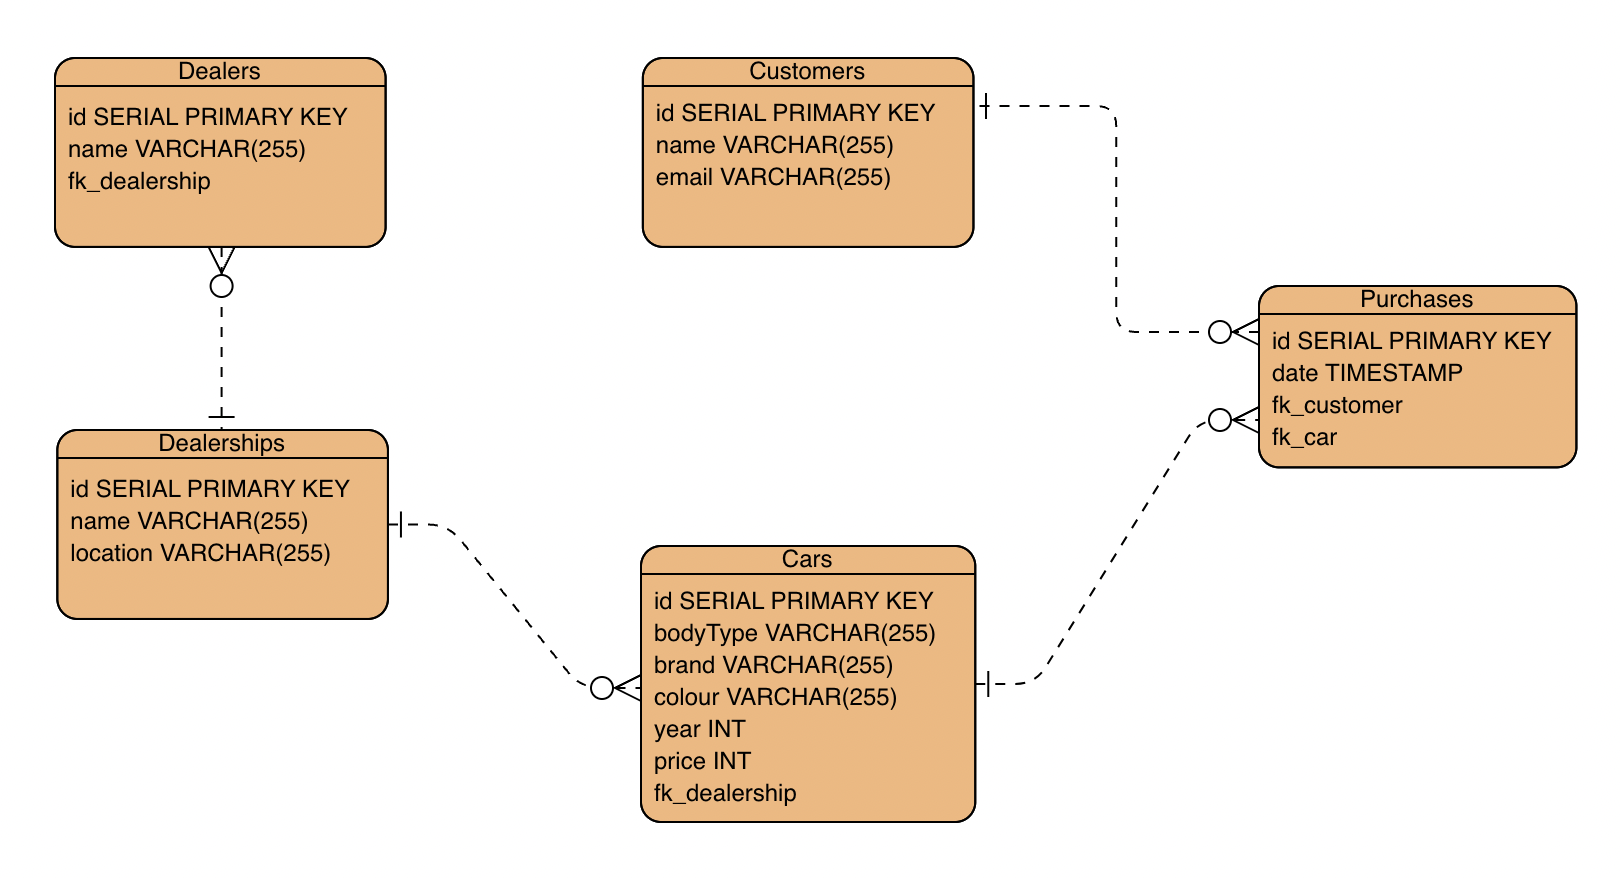 Dealers
id SERIAL PRIMARY KEY
name VARCHAR(255)
fk_dealership
Customers
id SERIAL PRIMARY KEY
name VARCHAR(255)
email VARCHAR(255)
Purchases
id SERIAL PRIMARY KEY
date TIMESTAMP
fk_customer
fk_car
Dealerships
id SERIAL PRIMARY KEY
name VARCHAR(255)
location VARCHAR(255)
Cars
id SERIAL PRIMARY KEY
bodyType VARCHAR(255)
brand VARCHAR(255)
colour VARCHAR(255)
year INT
price INT
fk_dealership